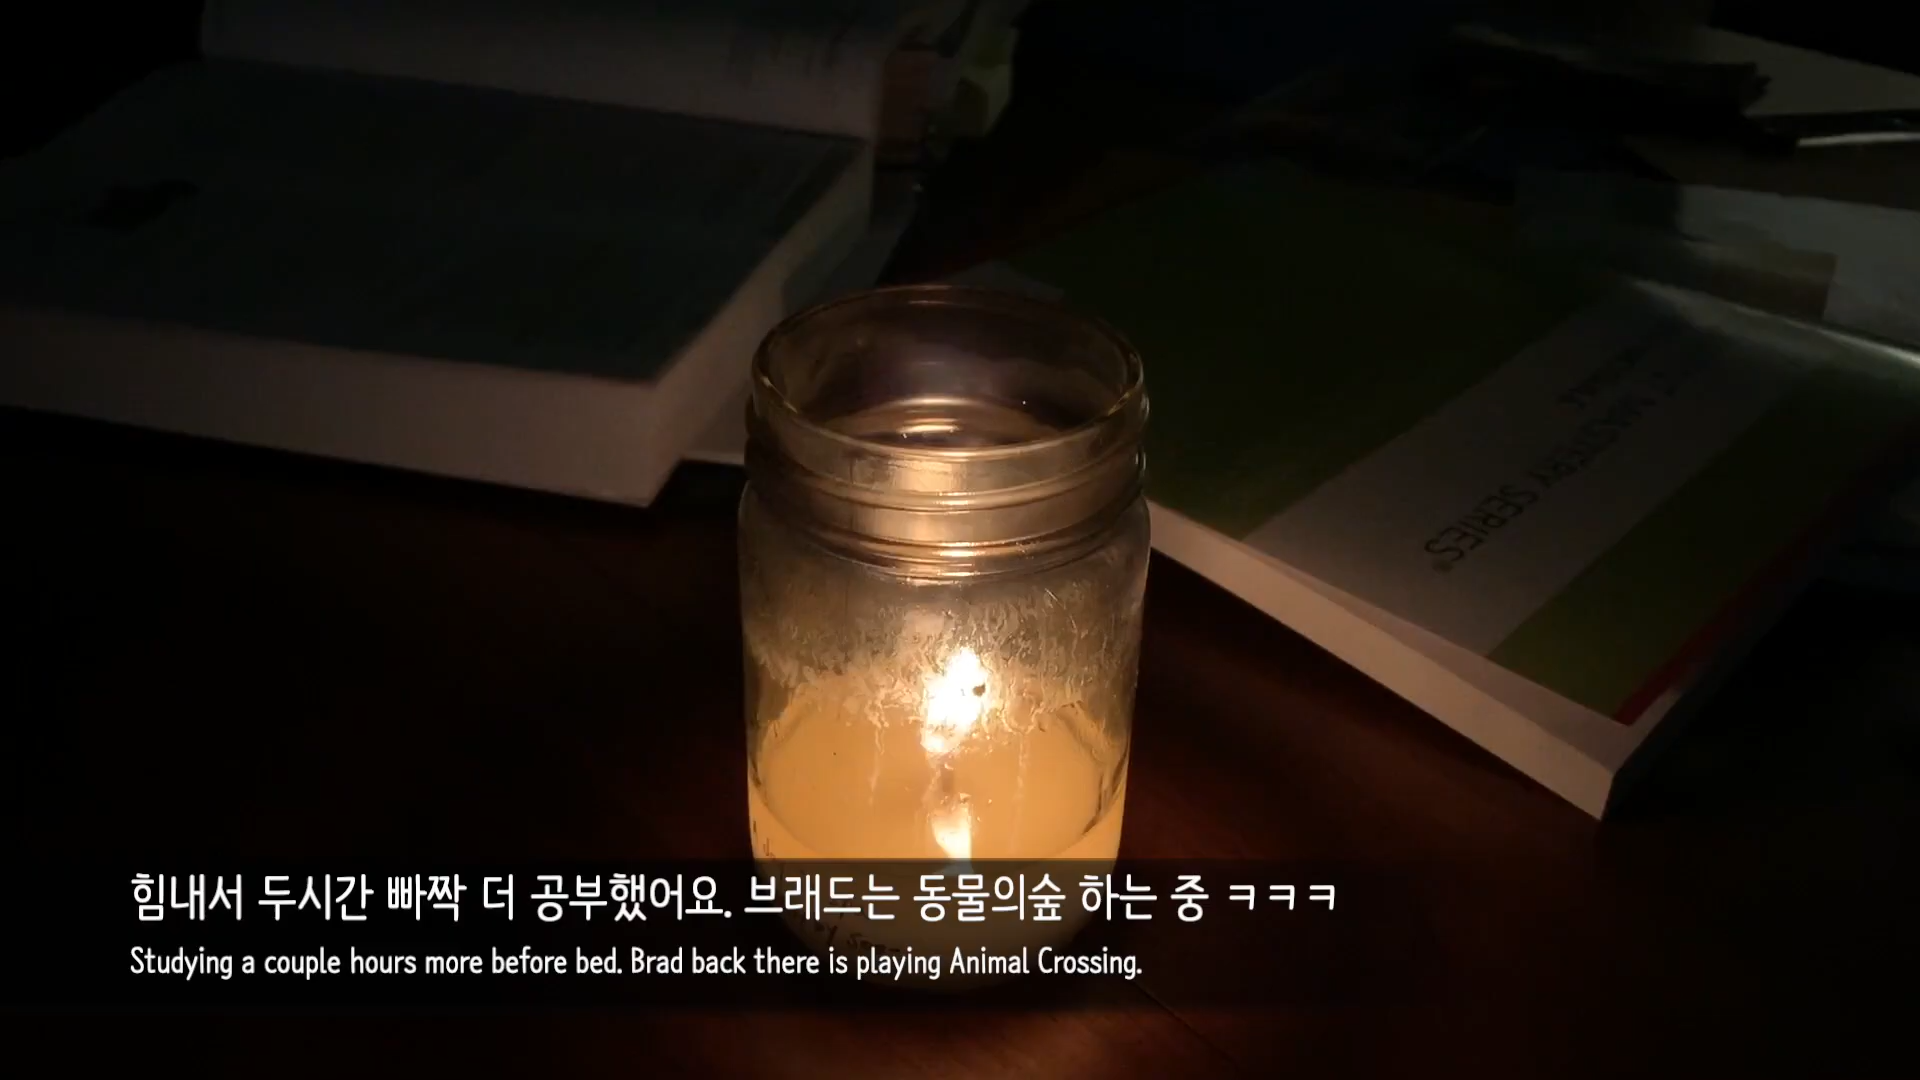 MASTERY SERIES®
힘내서 두시간 빠짝 더 공부했어요. 브래드는 동물의숲 하는 중 ㅋㅋㅋ
Studying a couple hours more before bed. Brad back there is playing Animal Crossing.